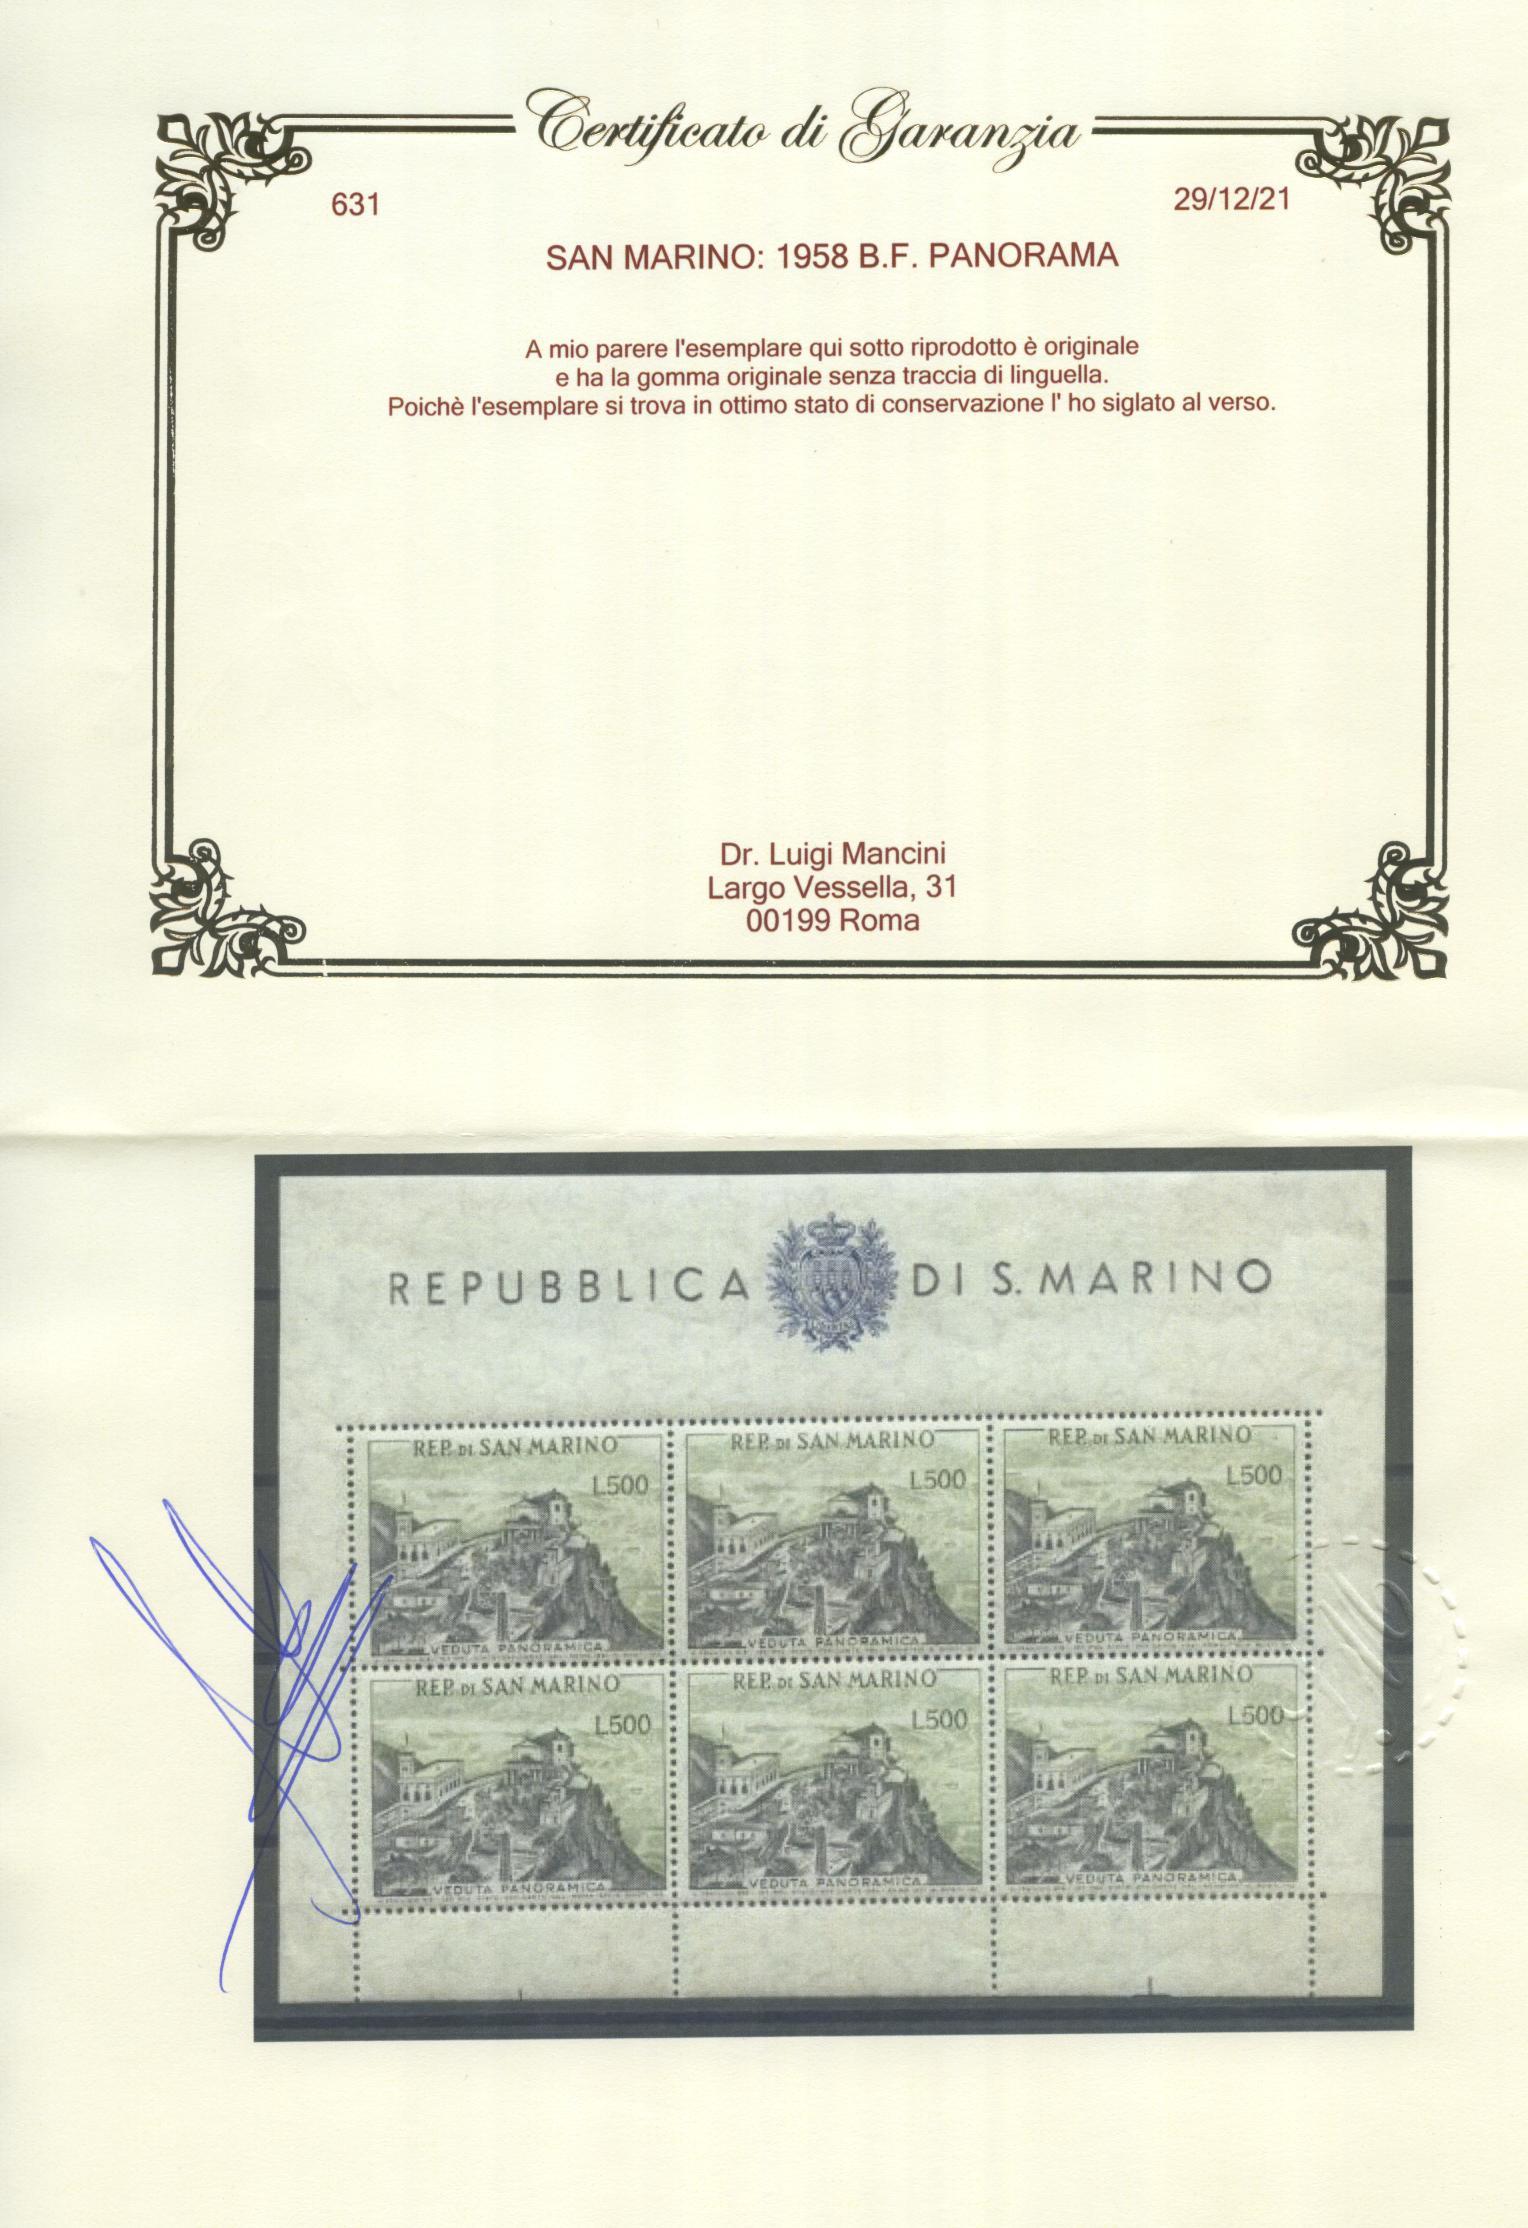 Certificato di Garanzia
631
29/12/21
SAN MARINO: 1958 B.F. PANORAMA
A mio parere l'esemplare qui sotto riprodotto è originale
e ha la gomma originale senza traccia di linguella.
Poichè l'esemplare si trova in ottimo stato di conservazione l' ho siglato al verso.
Dr. Luigi Mancini
Largo Vessella, 31
00199 Roma
REPUBBLICA DI S. MARINO
REP. DI SAN MARINO
L500
VEDUTA PANORAMICA
REP. DI SAN MARINO
L500
VEDUTA PANORAMICA
REP. DI SAN MARINO
L500
VEDUTA PANORAMICA
REP. DI SAN MARINO
L500
VEDUTA PANORAMICA
REP. DI SAN MARINO
L500
VEDUTA PANORAMICA
REP. DI SAN MARINO
L500
VEDUTA PANORAMICA